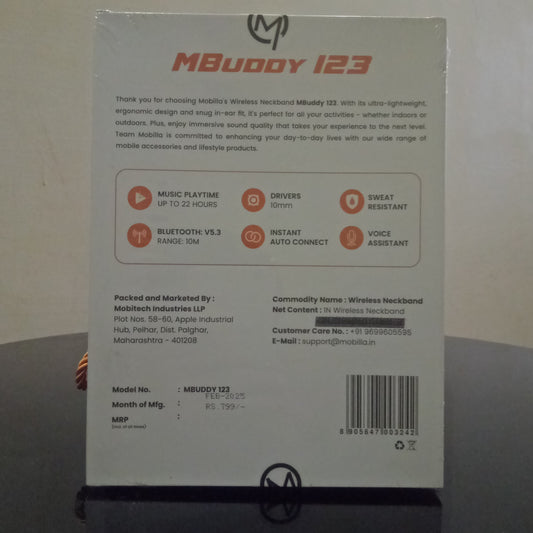 M
MBUDDY 123
Thank you for choosing Mobilla's Wireless Neckband MBuddy 123. With its ultra-lightweight,
ergonomic design and snug in-ear fit, it's perfect for all your activities - whether indoors or
outdoors. Plus, enjoy immersive sound quality that takes your experience to the next level.
Team Mobilla is committed to enhancing your day-to-day lives with our wide range of
mobile accessories and lifestyle products.
MUSIC PLAYTIME
UP TO 22 HOURS
DRIVERS
10mm
SWEAT
RESISTANT
BLUETOOTH: V5.3
RANGE: 10M
INSTANT
AUTO CONNECT
VOICE
ASSISTANT
Packed and Marketed By :
Mobitech Industries LLP
Plot Nos. 58-60, Apple Industrial
Hub, Pelhar, Dist. Palghar,
Maharashtra - 401208
Commodity Name : Wireless Neckband
Net Content : 1N Wireless Neckband
Customer Care No. : +91 9699605595
E-Mail : support@mobilla.in
Model No. : MBUDDY 123
Month of Mfg. : FEB-2025
MRP : RS.799/-
(Incl. of all taxes)
8 905647 003242
M